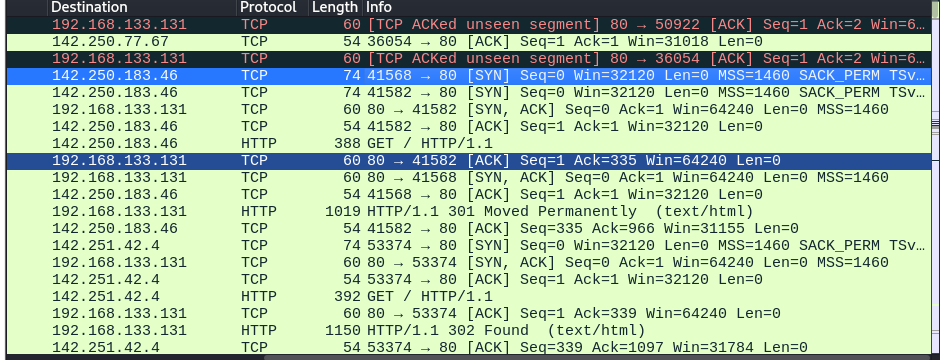 Destination Protocol Length Info
192.168.133.131 TCP 60 [TCP ACKed unseen segment] 80 → 50922 [ACK] Seq=1 Ack=2 Win=6…
142.250.77.67 TCP 54 36054 → 80 [ACK] Seq=1 Ack=1 Win=31018 Len=0
192.168.133.131 TCP 60 [TCP ACKed unseen segment] 80 → 36054 [ACK] Seq=1 Ack=2 Win=6…
142.250.183.46 TCP 74 41568 → 80 [SYN] Seq=0 Win=32120 Len=0 MSS=1460 SACK_PERM TSv…
142.250.183.46 TCP 74 41582 → 80 [SYN] Seq=0 Win=32120 Len=0 MSS=1460 SACK_PERM TSv…
192.168.133.131 TCP 60 80 → 41582 [SYN, ACK] Seq=0 Ack=1 Win=64240 Len=0 MSS=1460
142.250.183.46 TCP 54 41582 → 80 [ACK] Seq=1 Ack=1 Win=32120 Len=0
142.250.183.46 HTTP 388 GET / HTTP/1.1
192.168.133.131 TCP 60 80 → 41582 [ACK] Seq=1 Ack=335 Win=64240 Len=0
192.168.133.131 TCP 60 80 → 41568 [SYN, ACK] Seq=0 Ack=1 Win=64240 Len=0 MSS=1460
142.250.183.46 TCP 54 41568 → 80 [ACK] Seq=1 Ack=1 Win=32120 Len=0
192.168.133.131 HTTP 1019 HTTP/1.1 301 Moved Permanently (text/html)
142.250.183.46 TCP 54 41582 → 80 [ACK] Seq=335 Ack=966 Win=31155 Len=0
142.251.42.4 TCP 74 53374 → 80 [SYN] Seq=0 Win=32120 Len=0 MSS=1460 SACK_PERM TSv…
192.168.133.131 TCP 60 80 → 53374 [SYN, ACK] Seq=0 Ack=1 Win=64240 Len=0 MSS=1460
142.251.42.4 TCP 54 53374 → 80 [ACK] Seq=1 Ack=1 Win=32120 Len=0
142.251.42.4 HTTP 392 GET / HTTP/1.1
192.168.133.131 TCP 60 80 → 53374 [ACK] Seq=1 Ack=339 Win=64240 Len=0
192.168.133.131 HTTP 1150 HTTP/1.1 302 Found (text/html)
142.251.42.4 TCP 54 53374 → 80 [ACK] Seq=339 Ack=1097 Win=31784 Len=0